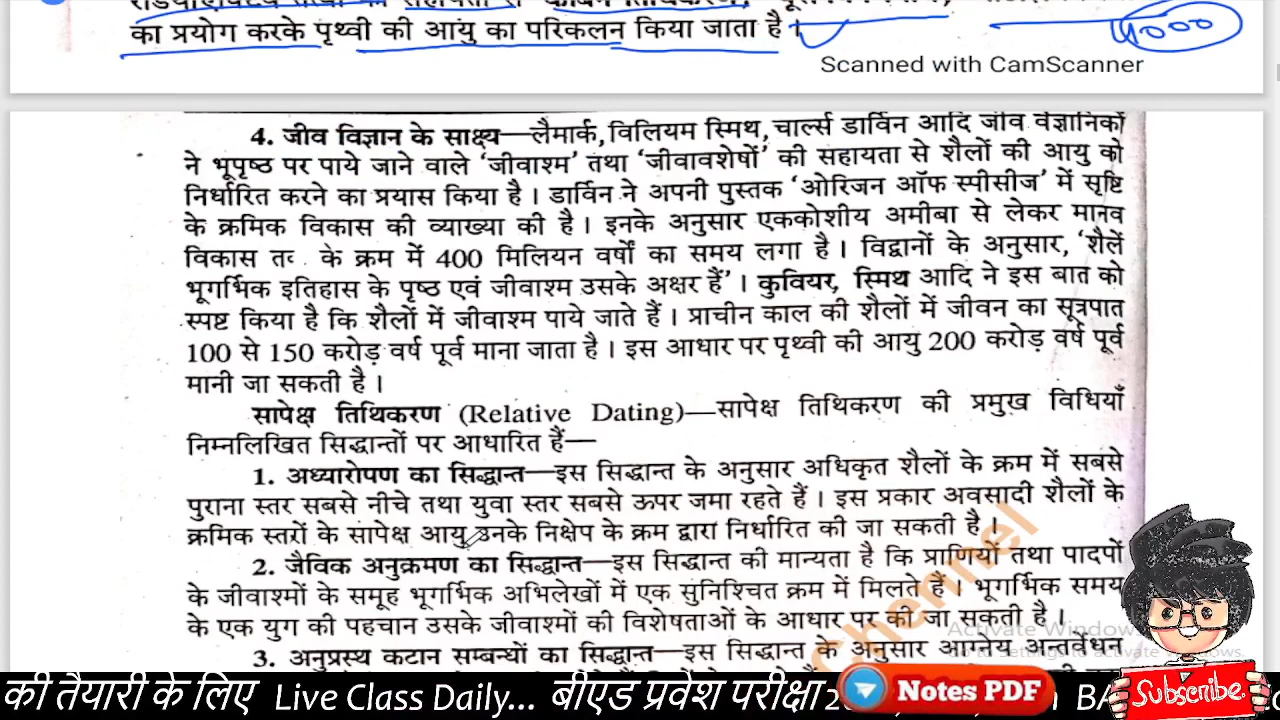 का प्रयोग करके पृथ्वी की आयु का परिकलन किया जाता है ।
4000
Scanned with CamScanner
4. जीव विज्ञान के साक्ष्य—लैमार्क, विलियम स्मिथ, चार्ल्स डार्विन आदि जीव वैज्ञानिकों
ने भूपृष्ठ पर पाये जाने वाले ‘जीवाश्म’ तथा ‘जीवावशेषों’ की सहायता से शैलों की आयु को
निर्धारित करने का प्रयास किया है । डार्विन ने अपनी पुस्तक ‘ओरिजन ऑफ स्पीसीज’ में सृष्टि
के क्रमिक विकास की व्याख्या की है । इनके अनुसार एककोशीय अमीबा से लेकर मानव
विकास के क्रम में 400 मिलियन वर्षों का समय लगा है । विद्वानों के अनुसार, ‘शैलें
भूगर्भिक इतिहास के पृष्ठ एवं जीवाश्म उसके अक्षर हैं’ । कुवियर, स्मिथ आदि ने इस बात को
स्पष्ट किया है कि शैलों में जीवाश्म पाये जाते हैं । प्राचीन काल की शैलों में जीवन का सूत्रपात
100 से 150 करोड़ वर्ष पूर्व माना जाता है । इस आधार पर पृथ्वी की आयु 200 करोड़ वर्ष पूर्व
मानी जा सकती है ।
सापेक्ष तिथिकरण (Relative Dating)—सापेक्ष तिथिकरण की प्रमुख विधियाँ
निम्नलिखित सिद्धान्तों पर आधारित हैं—
1. अध्यारोपण का सिद्धान्त—इस सिद्धान्त के अनुसार अधिकृत शैलों के क्रम में सबसे
पुराना स्तर सबसे नीचे तथा युवा स्तर सबसे ऊपर जमा रहते हैं । इस प्रकार अवसादी शैलों के
क्रमिक स्तरों के सापेक्ष आयु उनके निक्षेप के क्रम द्वारा निर्धारित की जा सकती है ।
2. जैविक अनुक्रमण का सिद्धान्त—इस सिद्धान्त की मान्यता है कि प्राणियों तथा पादपों
के जीवाश्मों के समूह भूगर्भिक अभिलेखों में एक सुनिश्चित क्रम में मिलते हैं । भूगर्भिक समय
के एक युग की पहचान उसके जीवाश्मों की विशेषताओं के आधार पर की जा सकती है ।
Activate Windows
3. अनुप्रस्थ कटान सम्बन्धों का सिद्धान्त—इस सिद्धान्त के अनुसार आग्नेय अन्तर्वेधन
की तैयारी के लिए Live Class Daily... बीएड प्रवेश परीक्षा
Notes PDF
Subscribe